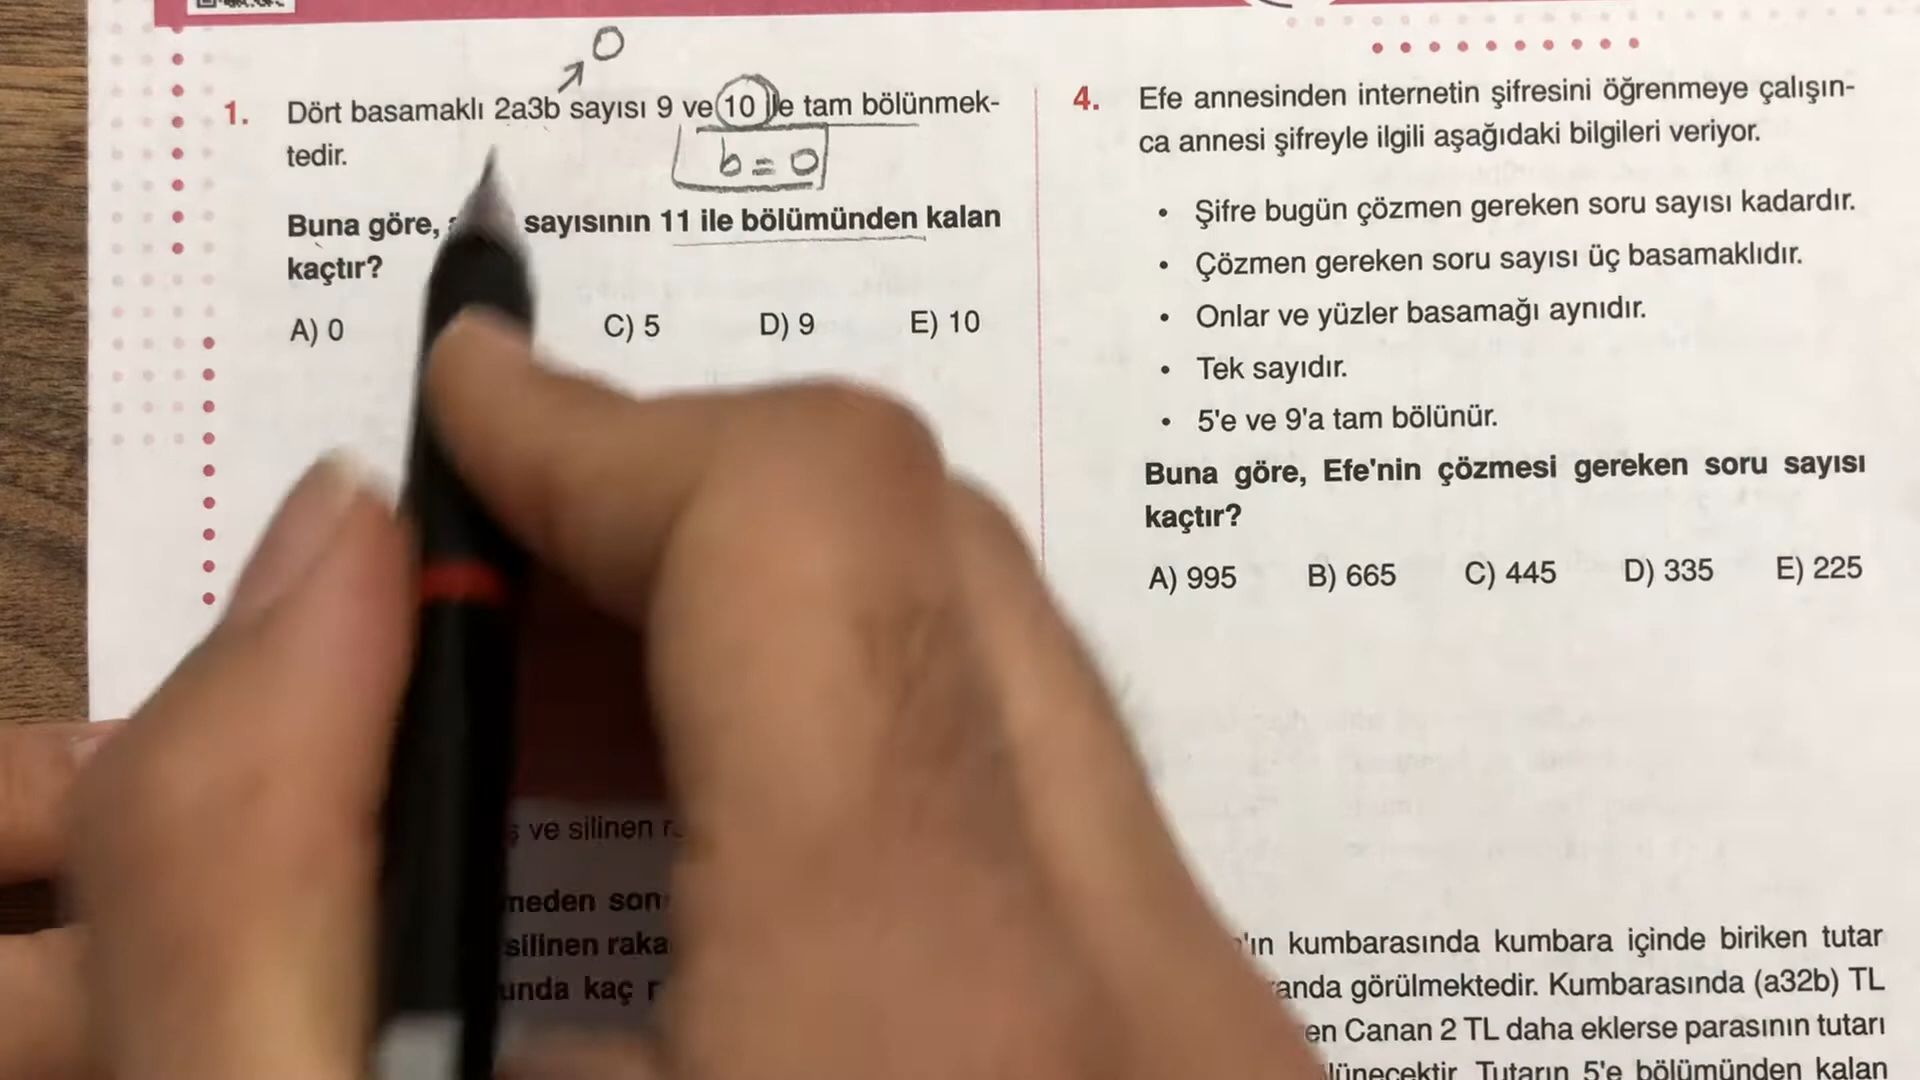 0
1. Dört basamaklı 2a3b sayısı 9 ve 10 ile tam bölünmek-
tedir.
b = 0
Buna göre, sayısının 11 ile bölümünden kalan
kaçtır?
A) 0 C) 5 D) 9 E) 10
ve silinen
silinen
kaç
4. Efe annesinden internetin şifresini öğrenmeye çalışın-
ca annesi şifreyle ilgili aşağıdaki bilgileri veriyor.
• Şifre bugün çözmen gereken soru sayısı kadardır.
• Çözmen gereken soru sayısı üç basamaklıdır.
• Onlar ve yüzler basamağı aynıdır.
• Tek sayıdır.
• 5'e ve 9'a tam bölünür.
Buna göre, Efe'nin çözmesi gereken soru sayısı
kaçtır?
A) 995 B) 665 C) 445 D) 335 E) 225
kumbarasında kumbara içinde biriken tutar
görülmektedir. Kumbarasında (a32b) TL
Canan 2 TL daha eklerse parasının tutarı
Tutarın 5'e bölümünden kalan